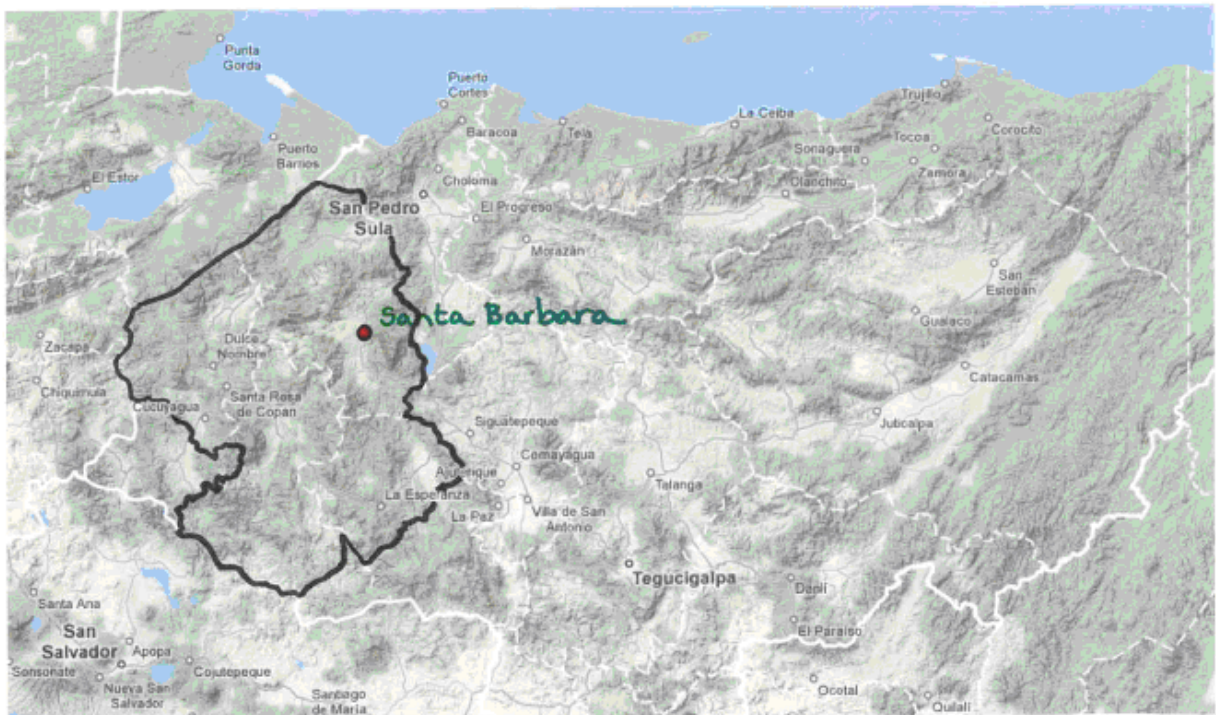 Punta
Gorda
Puerto
Cortes
Trujillo
La Ceiba
Baracoa
Tela
Corocito
Tocoa
Puerto
Barrios
Sonaguera
El Estor
Choloma
Zamora
Olanchito
San Pedro
Sula
El Progreso
Morazán
San
Esteban
Santa Barbara
Gualaco
Zacapa
Dulce
Nombre
Catacamas
Chiquimula
Santa Rosa
de Copan
Cucuyagua
Juticalpa
Siguatepeque
Comayagua
Ajuterique
Talanga
La Esperanza
La Paz
Villa de San
Antonio
Tegucigalpa
Danlí
Santa Ana
San
Salvador
El Paraíso
Apopa
Sonsonate
Cojutepeque
Nueva San
Salvador
Santiago
de María
Ocotal
Quilalí